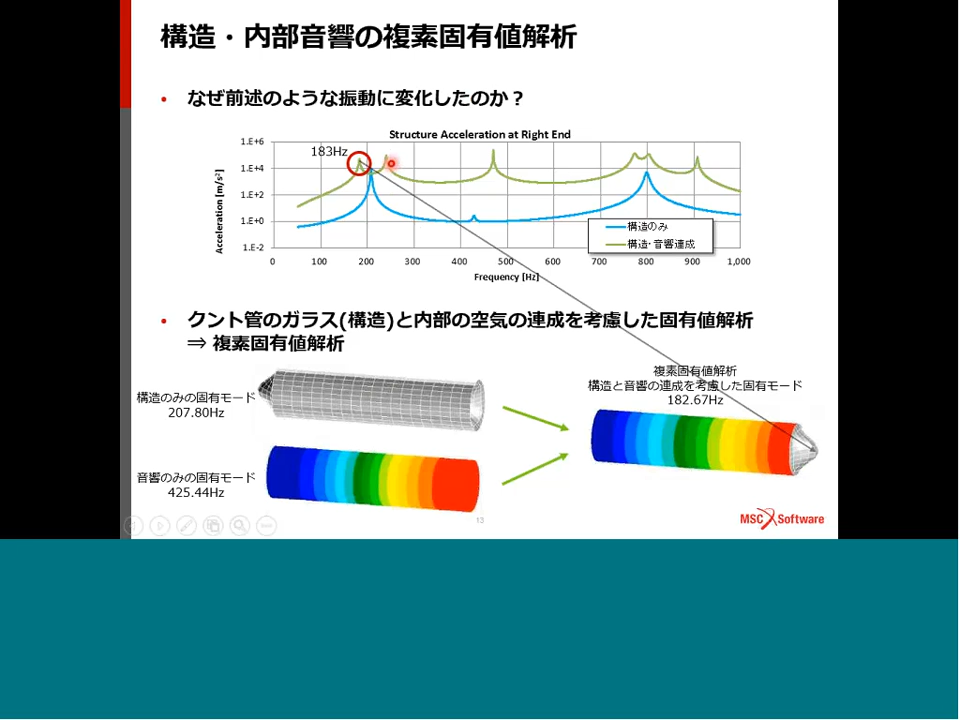 構造・内部音響の複素固有値解析
• なぜ前述のような振動に変化したのか？
Structure Acceleration at Right End
183Hz
Acceleration [m/s²]
1.E+6
1.E+4
1.E+2
1.E+0
1.E-2
0 100 200 300 400 500 600 700 800 900 1,000
Frequency [Hz]
構造のみ
構造・音響連成
• クント管のガラス(構造)と内部の空気の連成を考慮した固有値解析
⇒ 複素固有値解析
構造のみの固有モード
207.80Hz
音響のみの固有モード
425.44Hz
複素固有値解析
構造と音響の連成を考慮した固有モード
182.67Hz
13
MSC Software